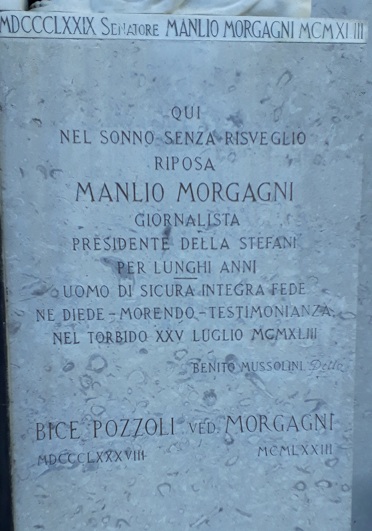 MDCCCLXXIX SENATORE MANLIO MORGAGNI MCMXLIII
QUI
NEL SONNO SENZA RISVEGLIO
RIPOSA
MANLIO MORGAGNI
GIORNALISTA
PRESIDENTE DELLA STEFANI
PER LUNGHI ANNI
UOMO DI SICURA INTEGRA FEDE
NE DIEDE - MORENDO - TESTIMONIANZA
NEL TORBIDO XXV LUGLIO MCMXLIII
BENITO MUSSOLINI
BICE POZZOLI VED. MORGAGNI
MDCCCLXXXVIII MCMLXXIII